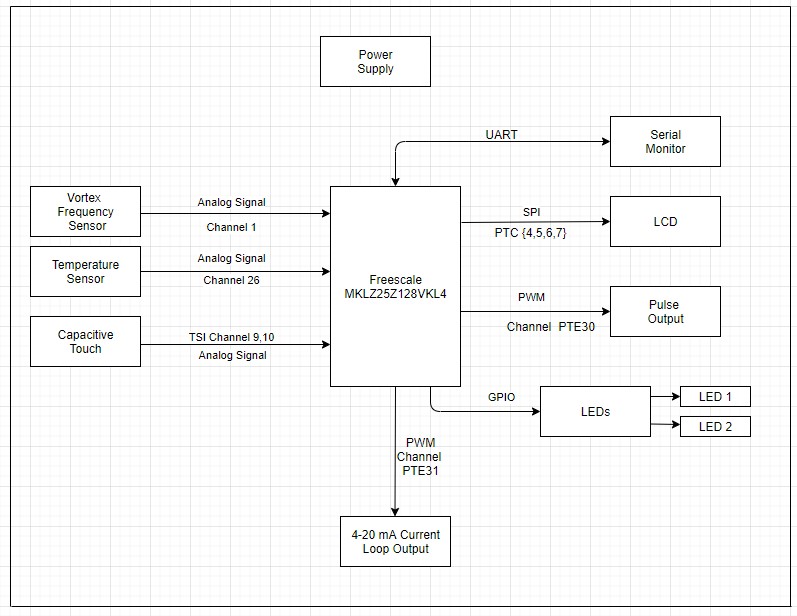 Power
Supply
UART
Serial
Monitor
Vortex
Frequency
Sensor
Analog Signal
Channel 1
SPI
PTC {4,5,6,7}
LCD
Temperature
Sensor
Analog Signal
Channel 26
Freescale
MKLZ25Z128VKL4
PWM
Channel  PTE30
Pulse
Output
Capacitive
Touch
TSI Channel 9,10
Analog Signal
GPIO
LEDs
LED 1
LED 2
PWM
Channel
PTE31
4-20 mA Current
Loop Output